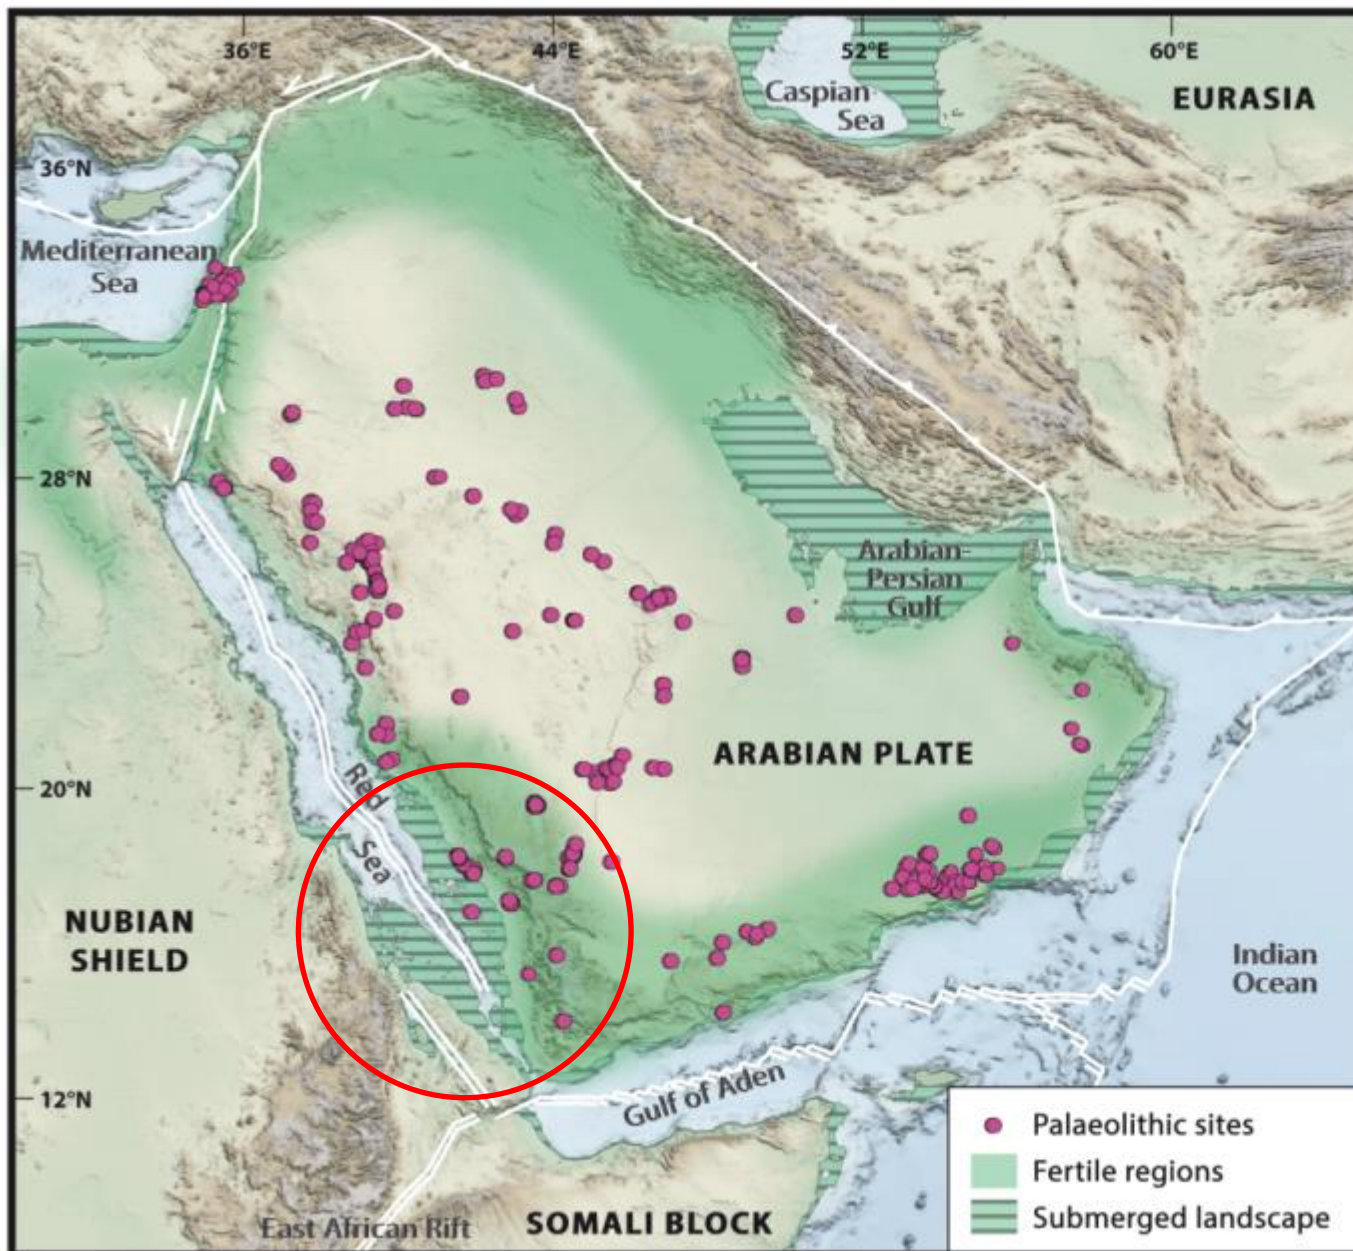 36°E
44°E
52°E
60°E
Caspian
Sea
EURASIA
36°N
Mediterranean
Sea
28°N
Arabian-
Persian
Gulf
ARABIAN PLATE
20°N
Red
Sea
NUBIAN
SHIELD
Indian
Ocean
12°N
Gulf of Aden
East African Rift
SOMALI BLOCK
Palaeolithic sites
Fertile regions
Submerged landscape